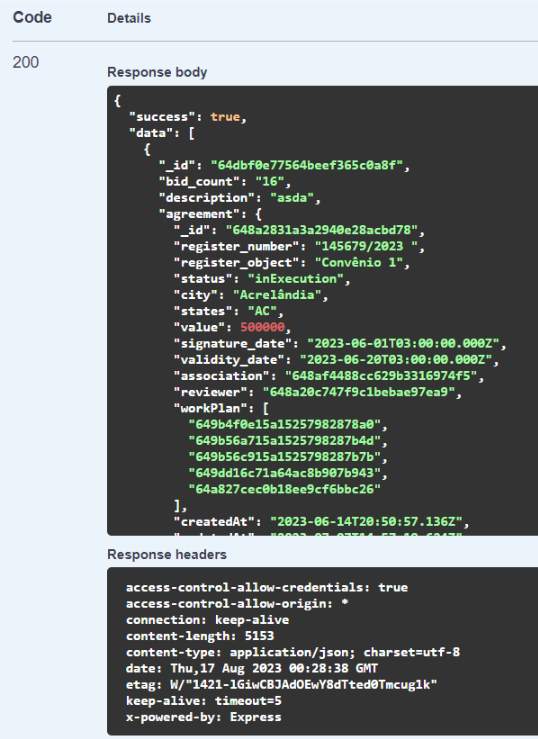 Code Details
200
Response body
{
"success": true,
"data": [
{
"_id": "64dbf0e77564beef365c0a8f",
"bid_count": "16",
"description": "asda",
"agreement": {
"_id": "648a2831a3a2940e28acbd78",
"register_number": "145679/2023 ",
"register_object": "Convênio 1",
"status": "inExecution",
"city": "Acrelândia",
"states": "AC",
"value": 500000,
"signature_date": "2023-06-01T03:00:00.000Z",
"validity_date": "2023-06-20T03:00:00.000Z",
"association": "648af4488cc629b3316974f5",
"reviewer": "648a20c747f9c1bebae97ea9",
"workPlan": [
"649b4f0e15a15257982878a0",
"649b56a715a1525798287b4d",
"649b56c915a1525798287b7b",
"649dd16c71a64ac8b907b943",
"64a827cec0b18ee9cf6bbc26"
],
"createdAt": "2023-06-14T20:50:57.136Z",
Response headers
access-control-allow-credentials: true
access-control-allow-origin: *
connection: keep-alive
content-length: 5153
content-type: application/json; charset=utf-8
date: Thu,17 Aug 2023 00:28:38 GMT
etag: W/"1421-lGiwCBJAdOEwY8dTted0Tmcug1k"
keep-alive: timeout=5
x-powered-by: Express